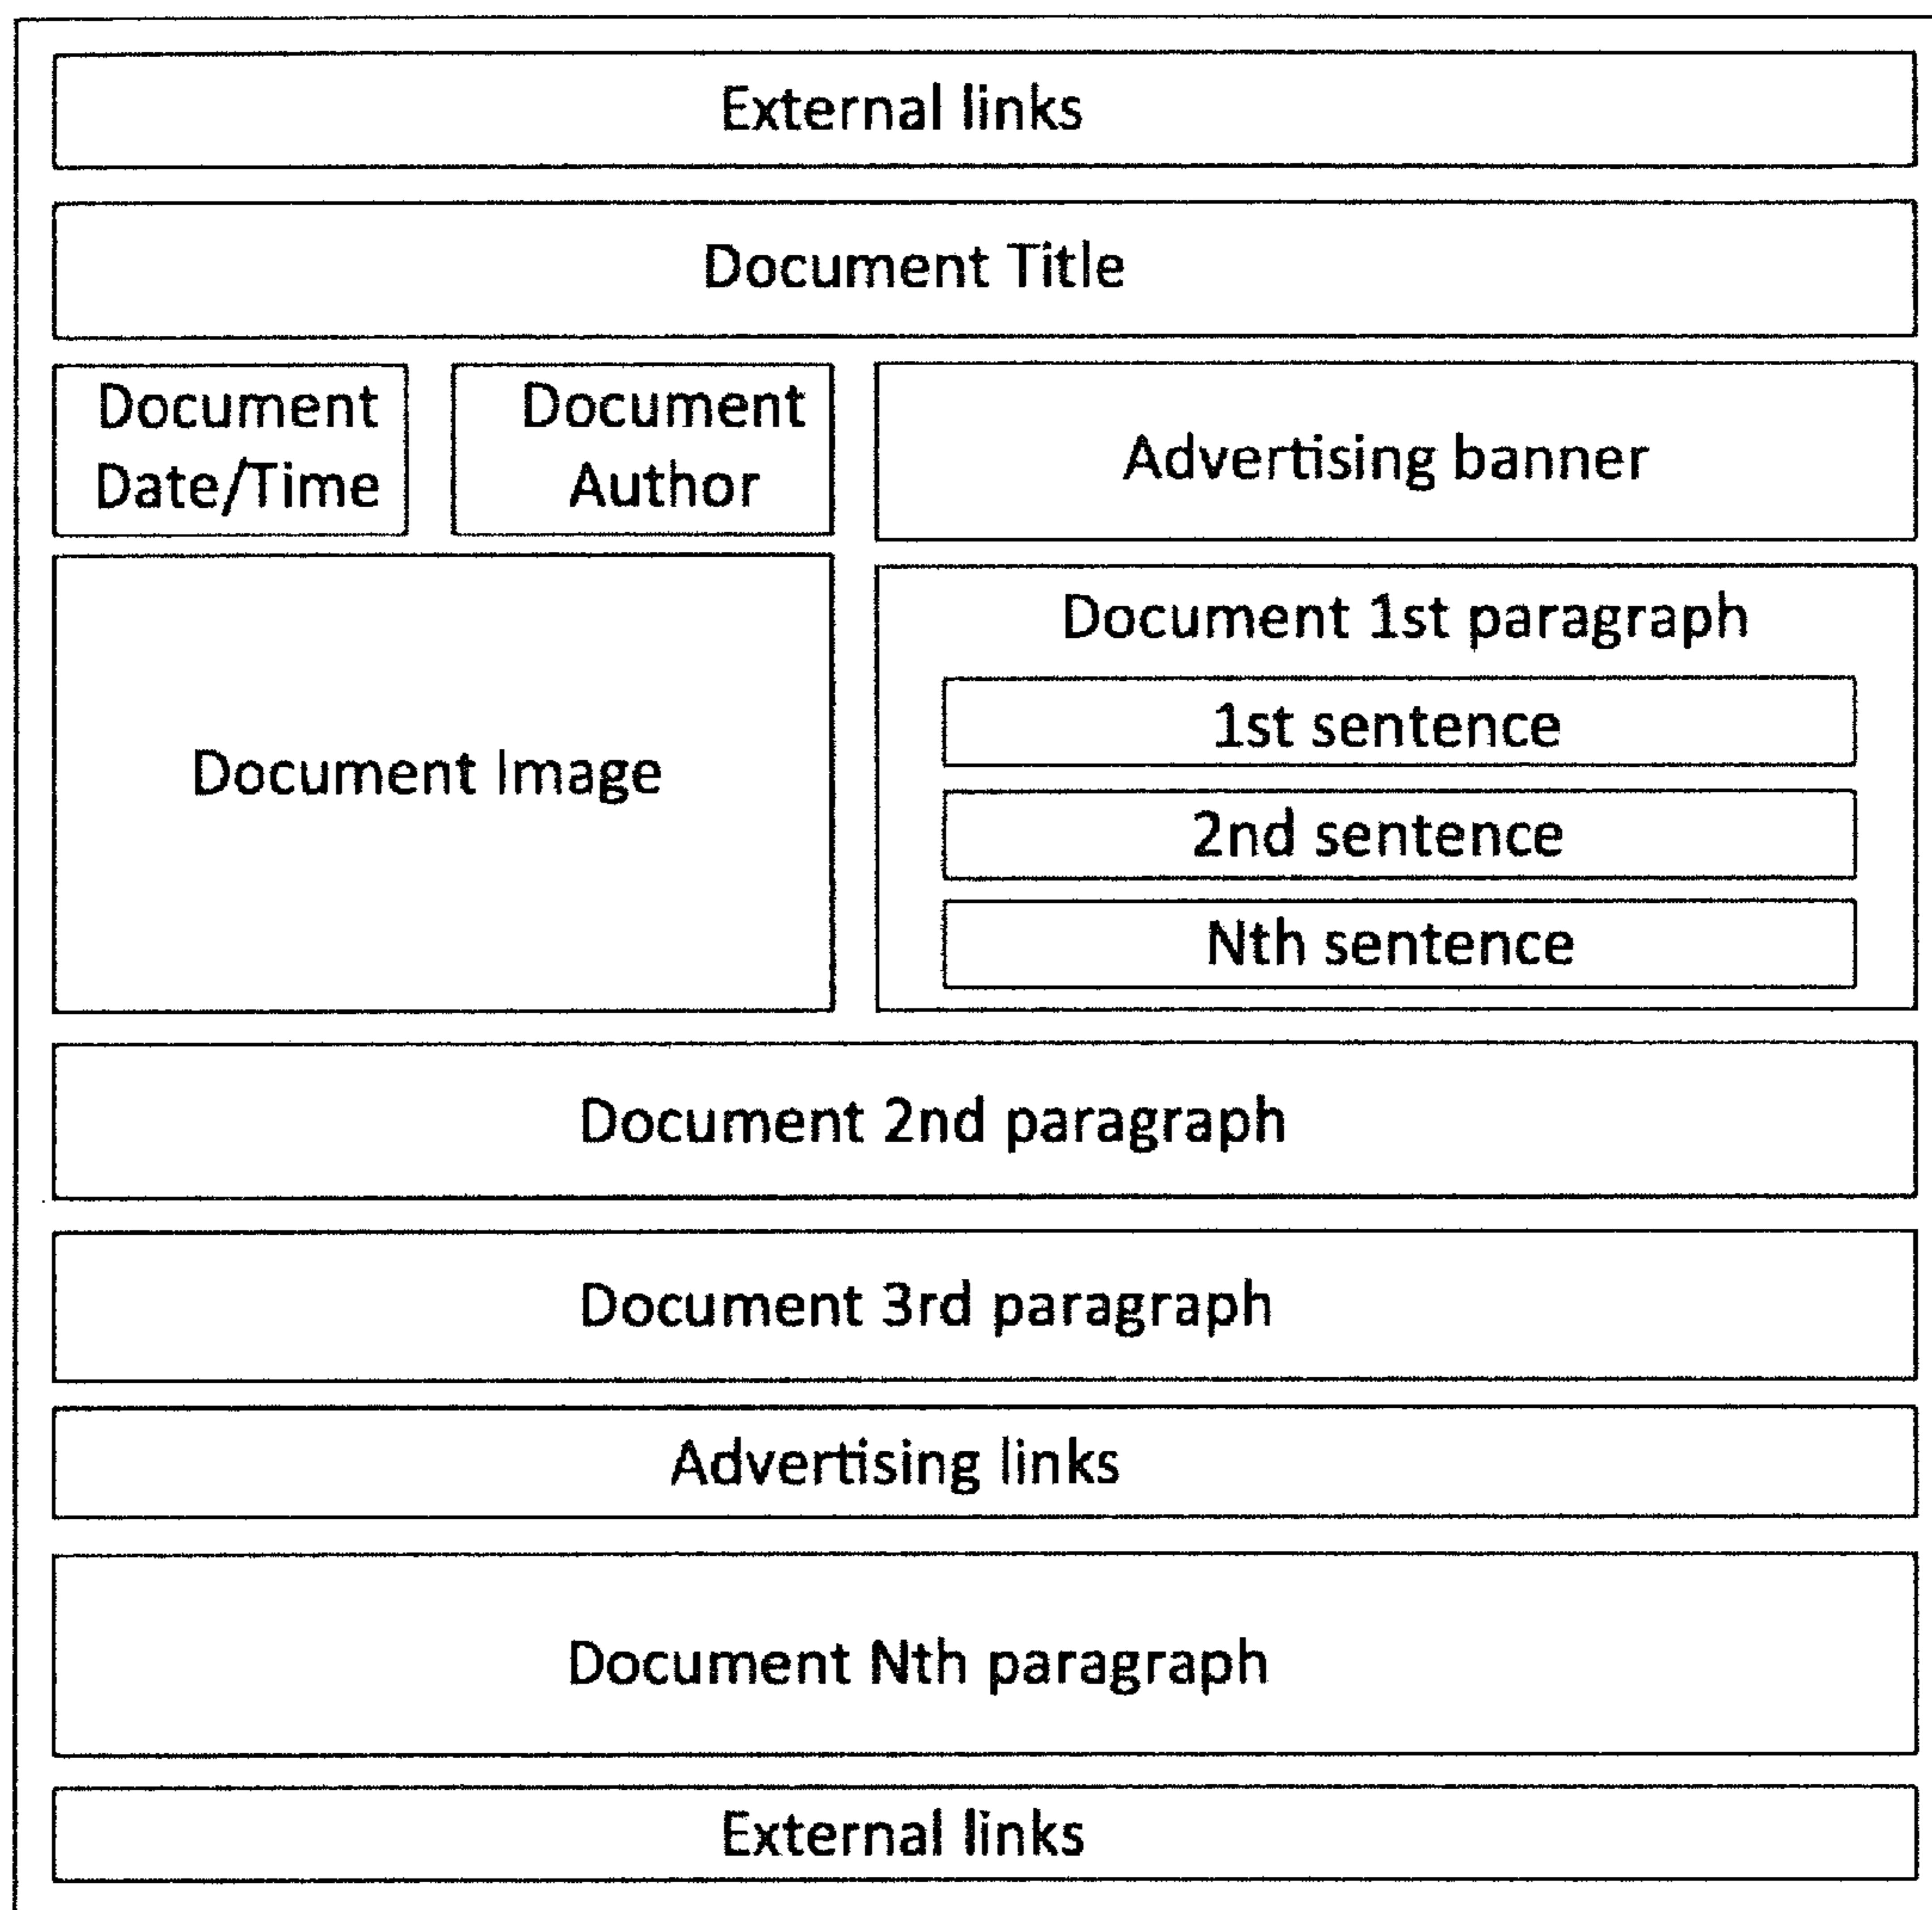 External links
Document Title
Document
Date/Time
Document
Author
Advertising banner
Document Image
Document 1st paragraph
1st sentence
2nd sentence
Nth sentence
Document 2nd paragraph
Document 3rd paragraph
Advertising links
Document Nth paragraph
External links